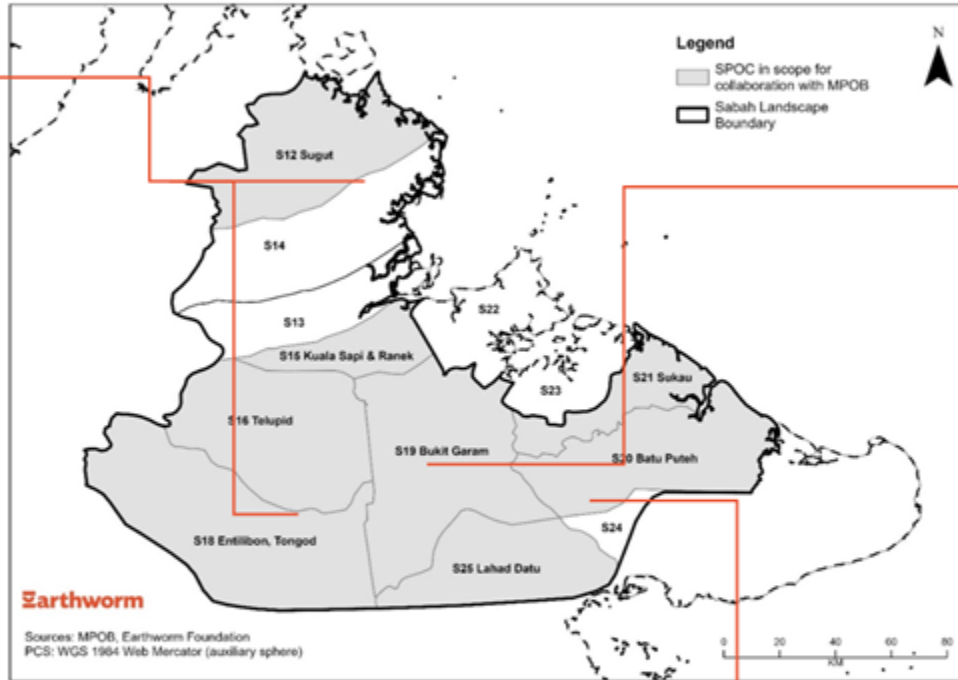 Legend
N
SPOC in scope for
collaboration with MPOB
Sabah Landscape
Boundary
S12 Sugut
S14
S22
S13
S15 Kuala Sapi & Ranek
S23
S21 Sukau
S16 Telupid
S19 Bukit Garam
S20 Batu Puteh
S24
S18 Entilibon, Tongod
S25 Lahad Datu
Earthworm
Sources: MPOB, Earthworm Foundation
PCS: WGS 1984 Web Mercator (auxiliary sphere)
0 20 40 60 80
KM